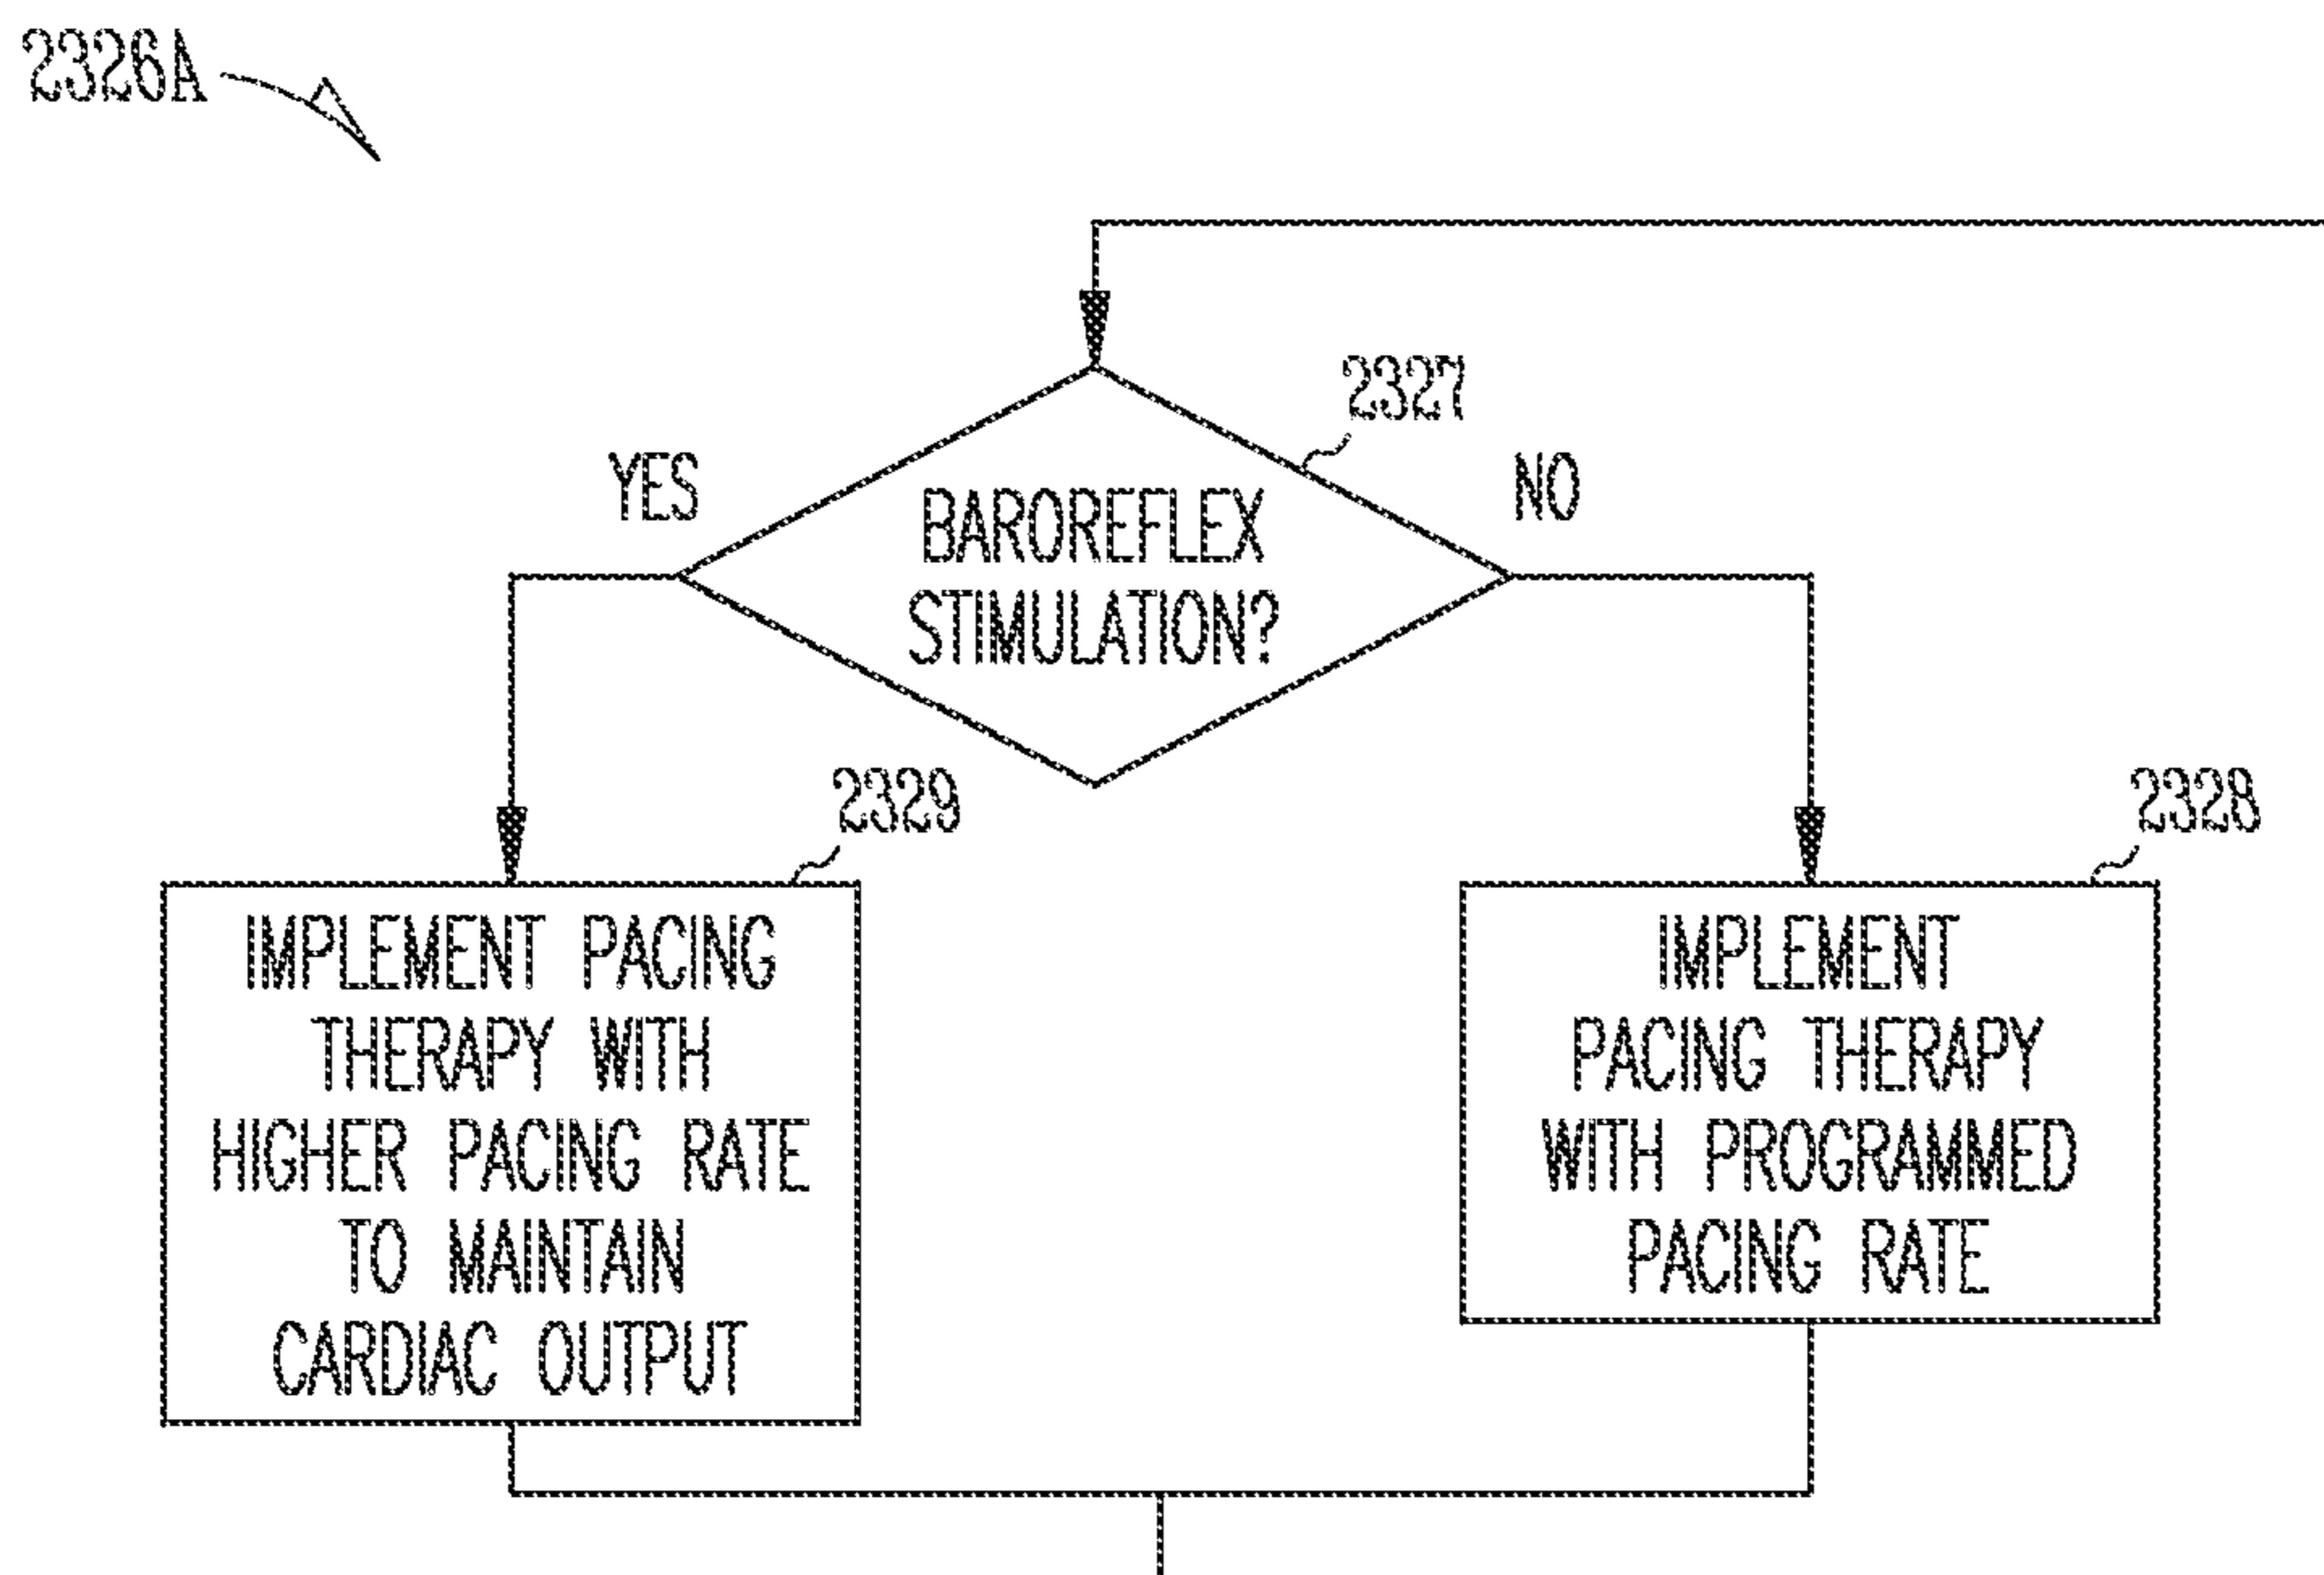 2326A
2327
YES
NO
BAROREFLEX
STIMULATION?
2329
2328
IMPLEMENT PACING
THERAPY WITH
HIGHER PACING RATE
TO MAINTAIN
CARDIAC OUTPUT
IMPLEMENT
PACING THERAPY
WITH PROGRAMMED
PACING RATE